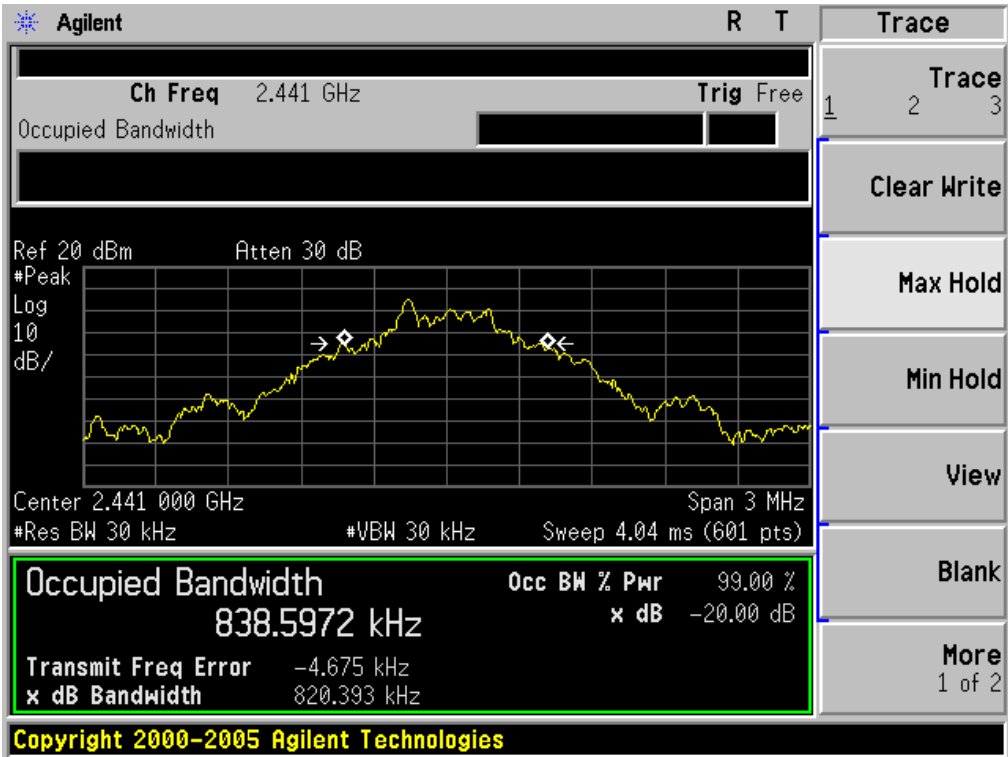 Agilent R T
Ch Freq 2.441 GHz Trig Free
Occupied Bandwidth
Ref 20 dBm Atten 30 dB
#Peak
Log
10
dB/
Center 2.441 000 GHz Span 3 MHz
#Res BW 30 kHz #VBW 30 kHz Sweep 4.04 ms (601 pts)
Occupied Bandwidth Occ BW % Pwr 99.00 %
838.5972 kHz x dB -20.00 dB
Transmit Freq Error -4.675 kHz
x dB Bandwidth 820.393 kHz
Copyright 2000-2005 Agilent Technologies
Trace
Trace
1 2 3
Clear Write
Max Hold
Min Hold
View
Blank
More
1 of 2